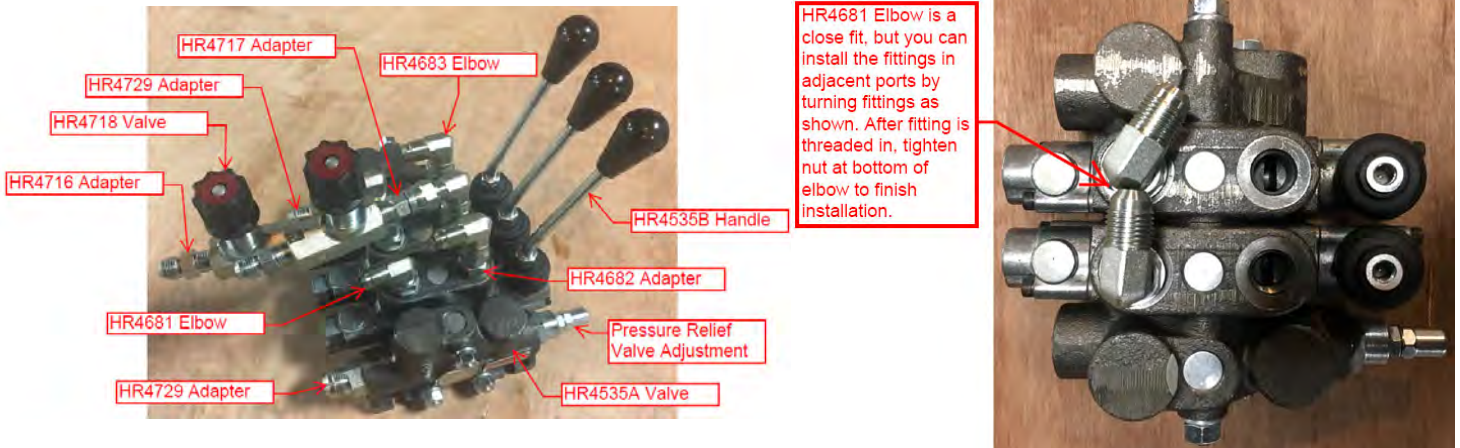 HR4717 Adapter
HR4683 Elbow
HR4729 Adapter
HR4718 Valve
HR4716 Adapter
HR4535B Handle
HR4682 Adapter
HR4681 Elbow
Pressure Relief
Valve Adjustment
HR4729 Adapter
HR4535A Valve
HR4681 Elbow is a
close fit, but you can
install the fittings in
adjacent ports by
turning fittings as
shown. After fitting is
threaded in, tighten
nut at bottom of
elbow to finish
installation.